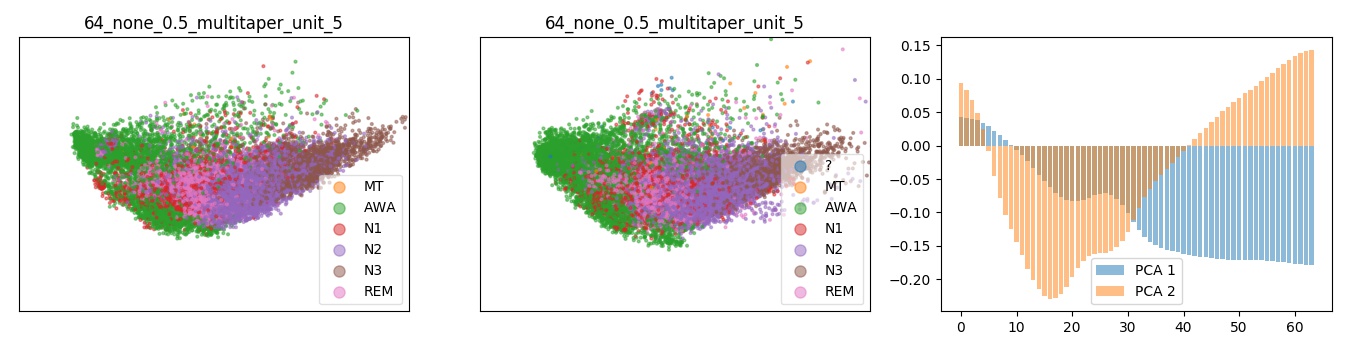 64_none_0.5_multitaper_unit_5
MT
AWA
N1
N2
N3
REM
64_none_0.5_multitaper_unit_5
?
MT
AWA
N1
N2
N3
REM
0.15
0.10
0.05
0.00
−0.05
−0.10
−0.15
−0.20
PCA 1
PCA 2
0 10 20 30 40 50 60